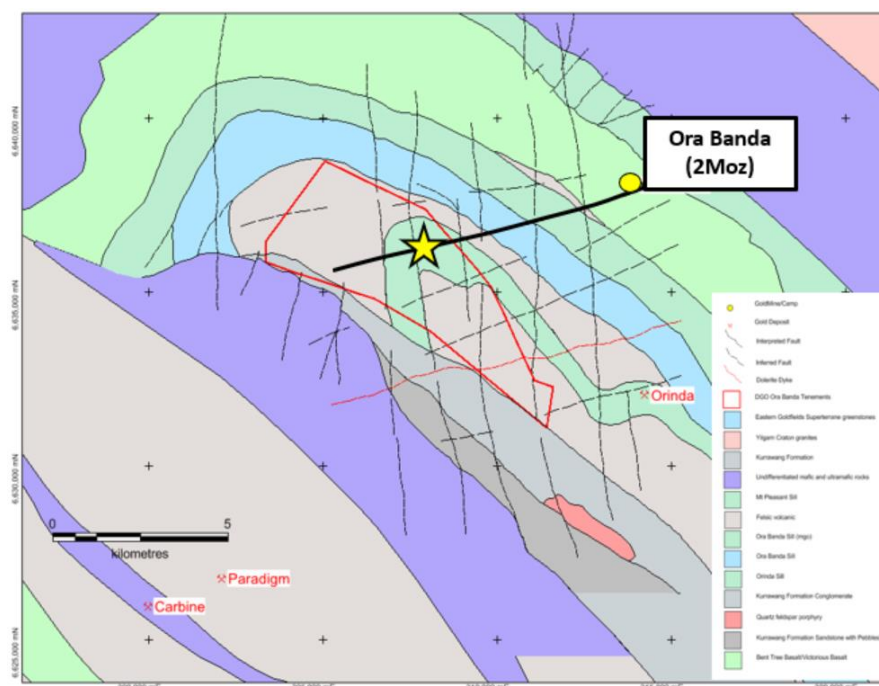 6,640,000 mN
6,635,000 mN
6,630,000 mN
6,625,000 mN
Ora Banda
(2Moz)
Orinda
Paradigm
Carbine
0 5
kilometres
GoldMine/Camp
Gold Deposit
Interpreted Fault
Inferred Fault
Dolerite Dyke
DGO Ora Banda Tenements
Eastern Goldfields Superterrane greenstones
Yilgarn Craton granites
Kurrawang Formation
Undifferentiated mafic and ultramafic rocks
Mt Pleasant Sill
Felsic volcanic
Ora Banda Sill (mgo)
Ora Banda Sill
Orinda Sill
Kurrawang Formation Conglomerate
Quartz feldspar porphyry
Kurrawang Formation Sandstone with Pebbles
Bent Tree Basalt/Victorious Basalt